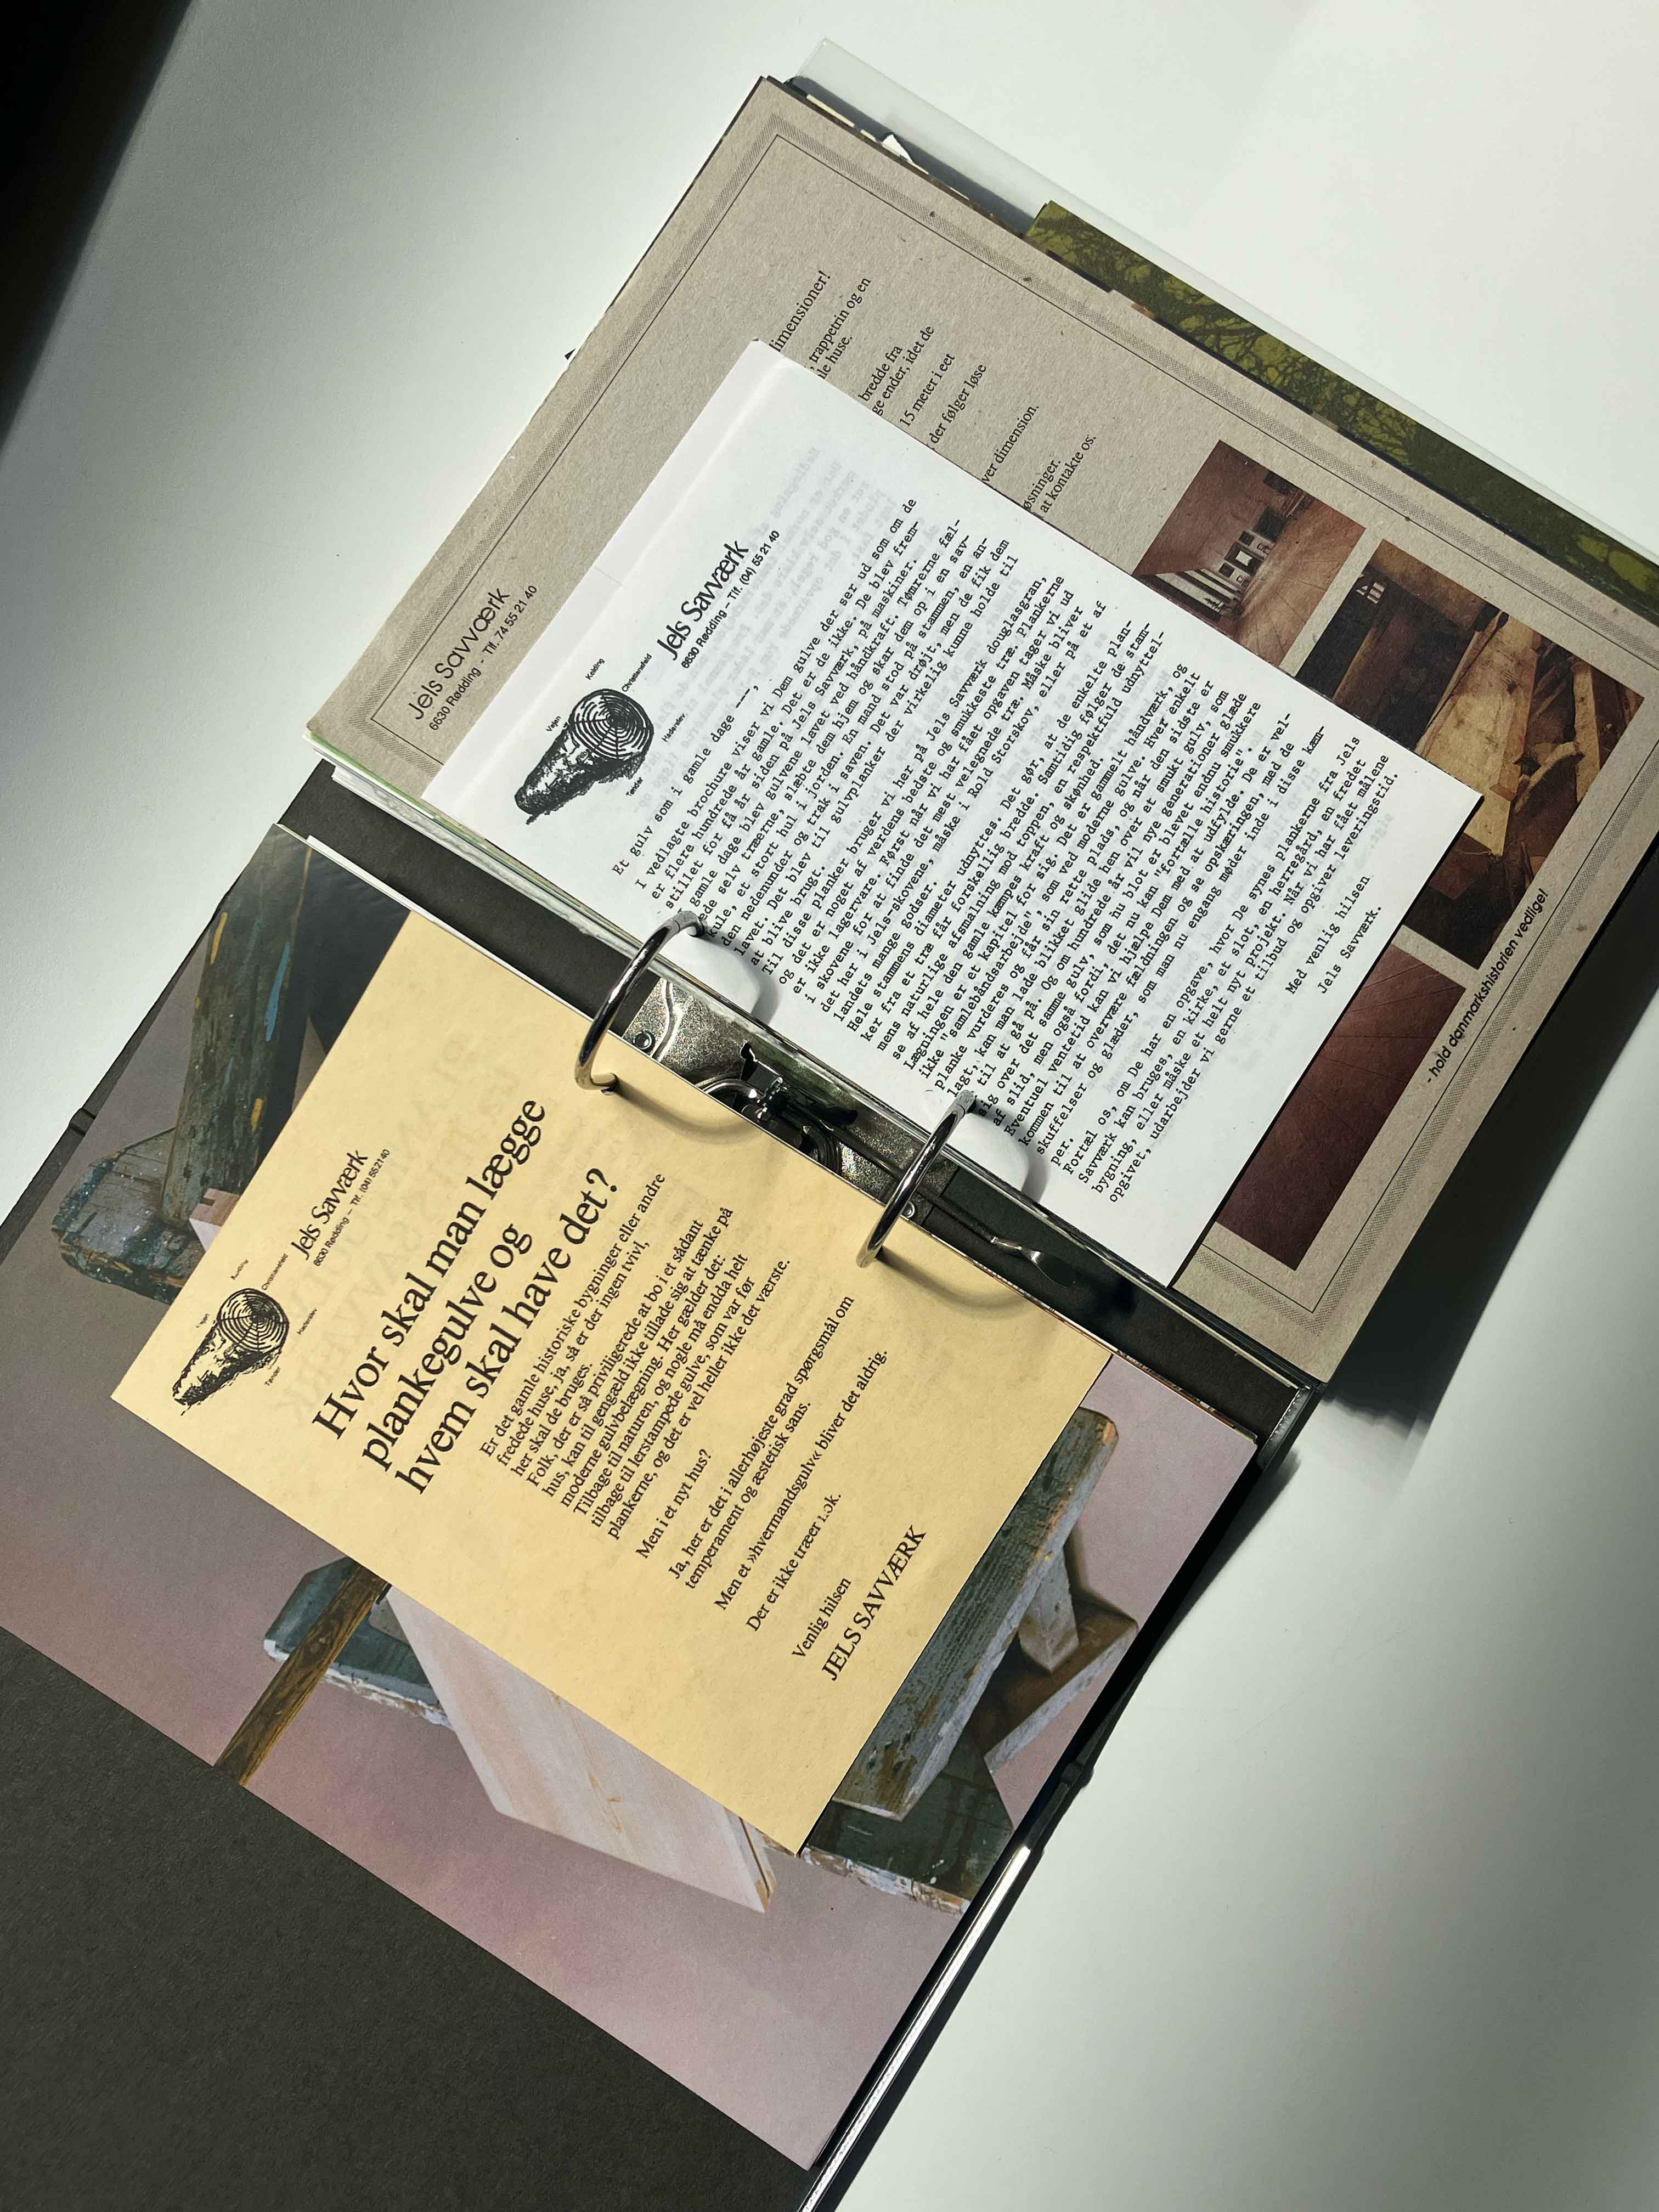 Vejen
Christiansfeld
Haderslev
Tønder
Jels Savværk
6630 Rødding – Tlf. (04) 552140
Hvor skal man lægge
plankegulve og
hvem skal have det?
Er det gamle historiske bygninger eller andre
fredede huse, ja, så er der ingen tvivl,
her skal de bruges.
Folk, der er så priviligerede at bo i et sådant
hus, kan til gengæld ikke tillade sig at tænke på
moderne gulvbelægning. Her gælder det:
Tilbage til naturen, og nogle må endda helt
tilbage til lerstampede gulve, som var før
plankerne, og det er vel heller ikke det værste.
Men i et nyt hus?
Ja, her er det i allerhøjeste grad spørgsmål om
temperament og æstetisk sans.
Men et »hvermandsgulv« bliver det aldrig.
Der er ikke træer nok.
Venlig hilsen
JELS SAVVÆRK
Vejen
Kolding
Christiansfeld
Haderslev
Tønder
Jels Savværk
6630 Rødding – Tlf. (04) 55 21 40
Et gulv som i gamle dage ——,
I vedlagte brochure viser vi Dem gulve der ser ud som om de
er flere hundrede år gamle. Det er de ikke. De blev frem-
stillet for få år siden på Jels Savværk, på maskiner.
gamle dage blev gulvene lavet ved håndkraft. Tømrerne fæl-
ede selv træerne, slæbte dem hjem og skar dem op i en sav-
kule, et stort hul i jorden. En mand stod på stammen, en an-
den nedenunder og trak i saven. Det var drøjt, men de fik dem
lavet. Det blev til gulvplanker der virkelig kunne holde til
at blive brugt.
Til disse planker bruger vi her på Jels Savværk douglasgran,
og det er noget af verdens bedste og smukkeste træ. Plankerne
er ikke lagervare. Først når vi har fået opgaven tager vi ud
i skovene for at finde det mest velegnede træ, Måske bliver
det her i Jels-skovene, måske i Rold Storskov, eller på et af
landets mange godser.
Hele stammens diameter udnyttes. Det gør, at de enkelte plan-
ker fra et træ får forskellig bredde. Samtidig følger de stam-
mens naturlige afsmalning mod toppen, en respektfuld udnyttel-
se af hele den gamle kæmpes kraft og skønhed.
Lægningen er et kapitel for sig. Det er gammelt håndværk, og
ikke "samlebåndsarbejde", som ved moderne gulve. Hver enkelt
planke vurderes og får sin rette plads, og når den sidste er
lagt, kan man lade blikket glide hen over et smukt gulv, som
til at gå på. Og om hundrede år vil nye generationer glæde
sig over det samme gulv, som nu blot er blevet endnu smukkere
af slid, men også fordi, det nu kan "fortælle historie".
Eventuel ventetid kan vi hjælpe Dem med at udfylde. De er vel-
kommen til at overvære fældningen og se opskæringen, med de
skuffelser og glæder, som man nu engang møder inde i disse kæm-
per.
Fortæl os, om De har en opgave, hvor De synes plankerne fra Jels
Savværk kan bruges, en kirke, et slot, en herregård, en fredet
bygning, eller måske et helt nyt projekt. Når vi har fået målene
opgivet, udarbejder vi gerne et tilbud og opgiver leveringstid.
Med venlig hilsen
Jels Savværk.
Jels Savværk
6630 Rødding - Tlf. 74 55 21 40
dimensioner!
, trappetrin og en
le huse.
bredde fra
ge ender, idet de
15 meter i eet
der følger løse
ver dimension.
øsninger.
at kontakte os.
- hold danmarkshistorien vedlige!